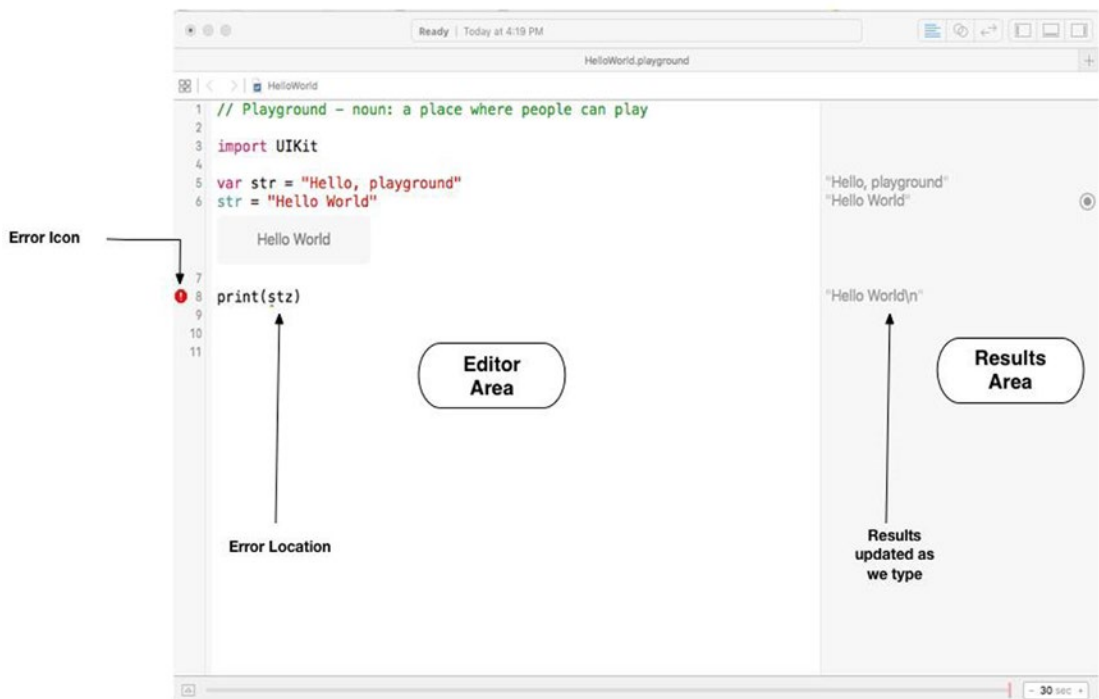 Ready | Today at 4:19 PM
HelloWorld.playground
HelloWorld
1 // Playground – noun: a place where people can play
2
3 import UIKit
4
5 var str = "Hello, playground"
"Hello, playground"
6 str = "Hello World"
"Hello World"
Hello World
Error Icon
7
8 print(stz)
"Hello World\n"
9
10
11
Editor
Area
Results
Area
Error Location
Results
updated as
we type
- 30 sec +